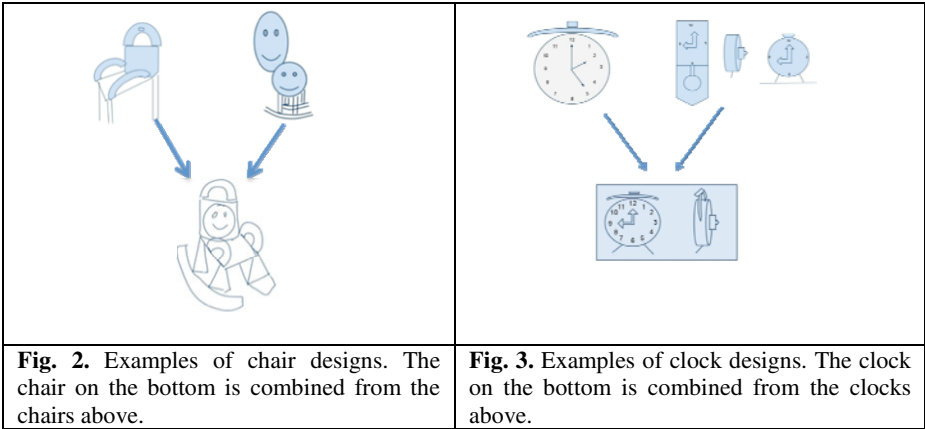 Fig. 2. Examples of chair designs. The
chair on the bottom is combined from the
chairs above.
Fig. 3. Examples of clock designs. The clock
on the bottom is combined from the clocks
above.